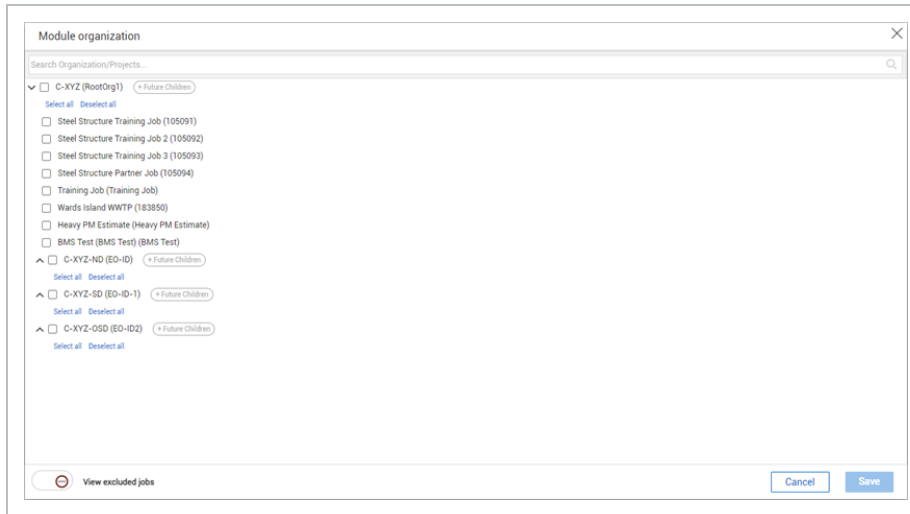 Module organization
Search Organization/Projects...
C-XYZ (RootOrg1) + Future Children
Select all Deselect all
Steel Structure Training Job (105091)
Steel Structure Training Job 2 (105092)
Steel Structure Training Job 3 (105093)
Steel Structure Partner Job (105094)
Training Job (Training Job)
Wards Island WWTP (183850)
Heavy PM Estimate (Heavy PM Estimate)
BMS Test (BMS Test) (BMS Test)
C-XYZ-ND (EO-ID) + Future Children
Select all Deselect all
C-XYZ-SD (EO-ID-1) + Future Children
Select all Deselect all
C-XYZ-OSD (EO-ID2) + Future Children
Select all Deselect all
View excluded jobs Cancel Save